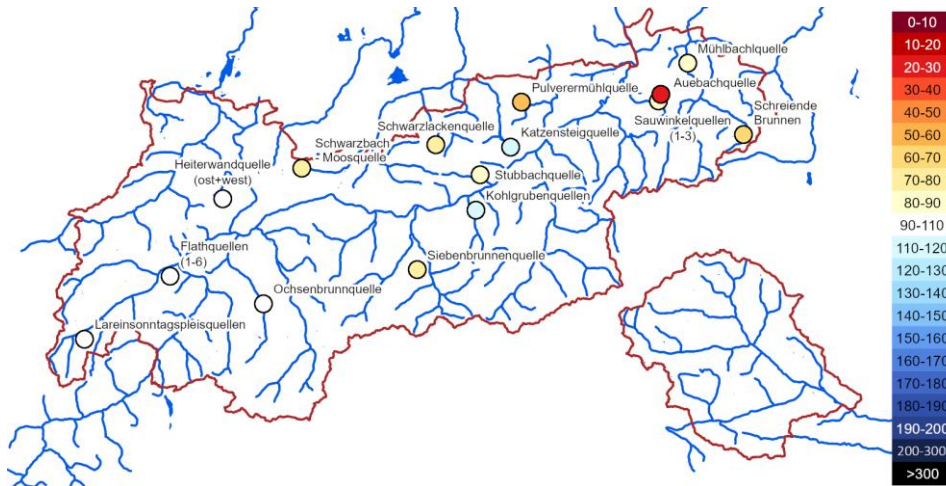 Mühlbachlquelle
Pulverermühlquelle
Auebachquelle
Schreiende
Brunnen
Sauwinkelquellen
(1-3)
Schwarzlackenquelle
Katzensteigquelle
Schwarzbach
Moosquelle
Heiterwandquelle
(ost+west)
Stubbachquelle
Kohlgrubenquellen
Flathquellen
(1-6)
Siebenbrunnenquelle
Ochsenbrunnquelle
Lareinsonntagspleisquellen
0-10
10-20
20-30
30-40
40-50
50-60
60-70
70-80
80-90
90-110
110-120
120-130
130-140
140-150
150-160
160-170
170-180
180-190
190-200
200-300
>300